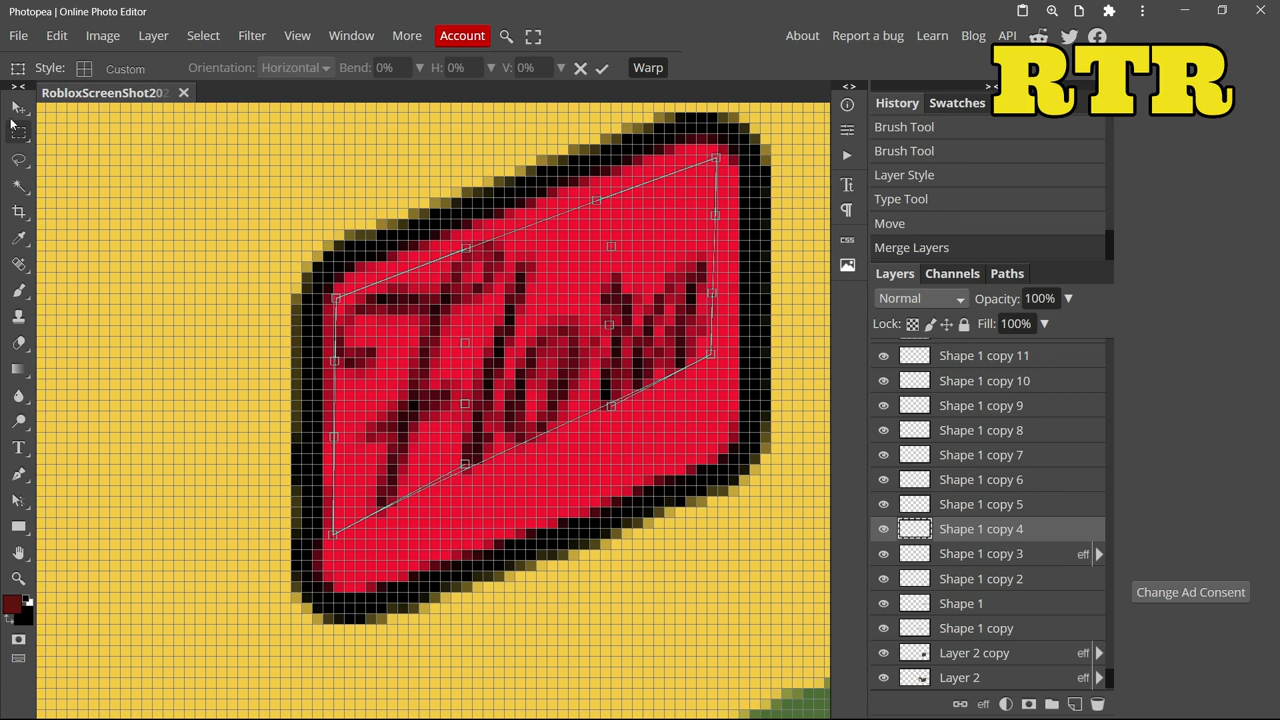 Photopea | Online Photo Editor
File Edit Image Layer Select Filter View Window More Account About Report a bug Learn Blog API
RTR
Style: Custom Orientation: Horizontal Bend: 0% H: 0% V: 0% Warp
RobloxScreenShot202
History Swatches
Brush Tool
Brush Tool
Layer Style
Type Tool
Move
Merge Layers
CSS
Layers Channels Paths
Normal Opacity: 100%
Lock: Fill: 100%
Shape 1 copy 11
Shape 1 copy 10
Shape 1 copy 9
Shape 1 copy 8
Shape 1 copy 7
Shape 1 copy 6
Shape 1 copy 5
Shape 1 copy 4
Shape 1 copy 3 eff
Shape 1 copy 2
Change Ad Consent
Shape 1
Shape 1 copy
Layer 2 copy eff
Layer 2 eff
eff